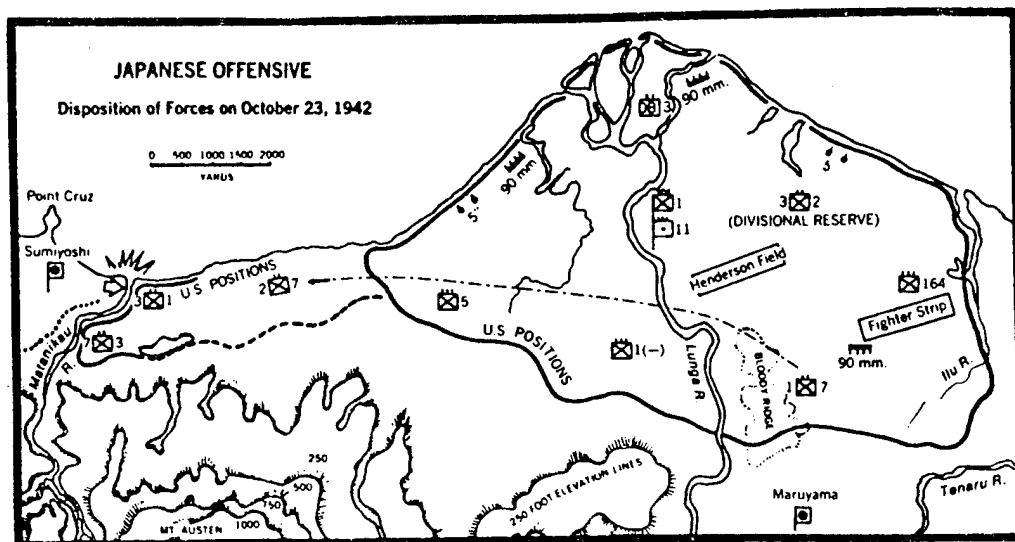 JAPANESE OFFENSIVE
Disposition of Forces on October 23, 1942
0 500 1000 1500 2000
YARDS
90 mm.
3
90 mm.
5"
5
Point Cruz
Sumiyoshi
3 1
U.S POSITIONS
2 7
1
11
3 2
(DIVISIONAL RESERVE)
Henderson Field
164
Fighter Strip
5
U.S. POSITIONS
Matanikau R.
7 3
1(−)
Lunga R
BLOODY RIDGE
90 mm.
Ilu R.
1 7
250
500
750
1000
MT AUSTEN
250 FOOT ELEVATION LINES
Maruyama
Tenaru R.